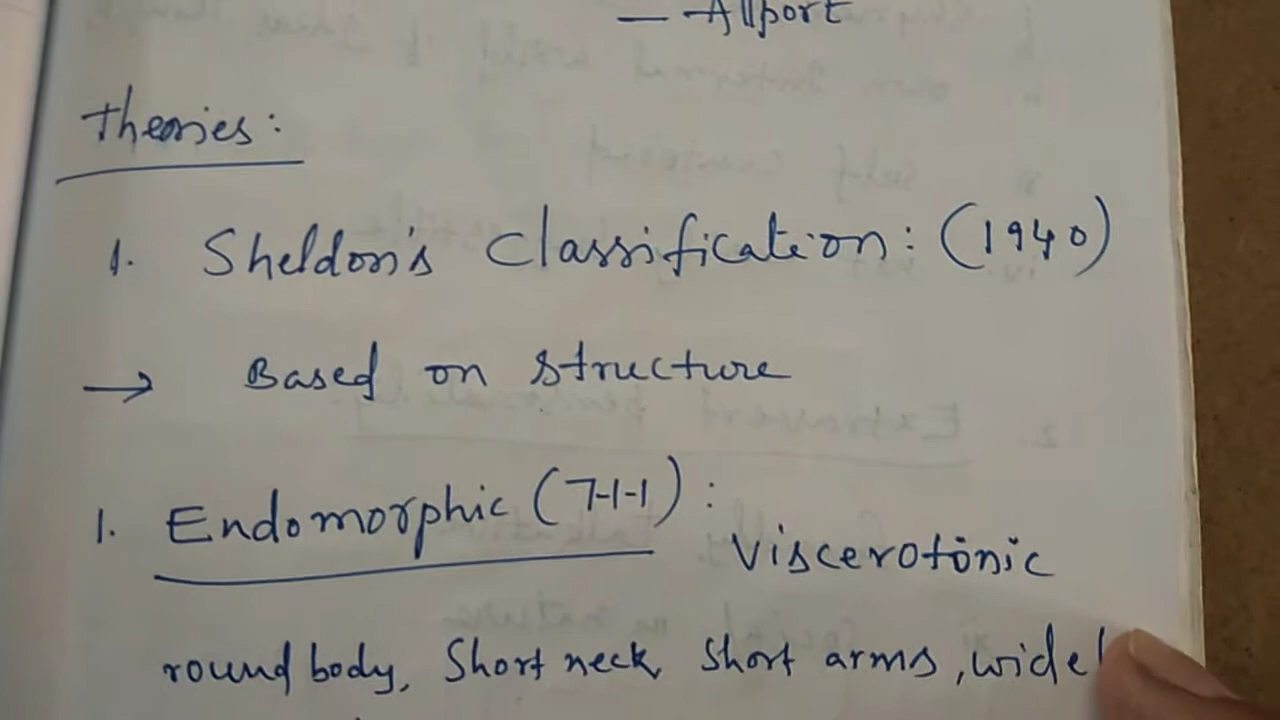 — Allport
Theories:
1. Sheldon's Classification: (1940)
→ Based on structure
1. Endomorphic (7-1-1):
Viscerotonic
round body, Short neck, Short arms, wide